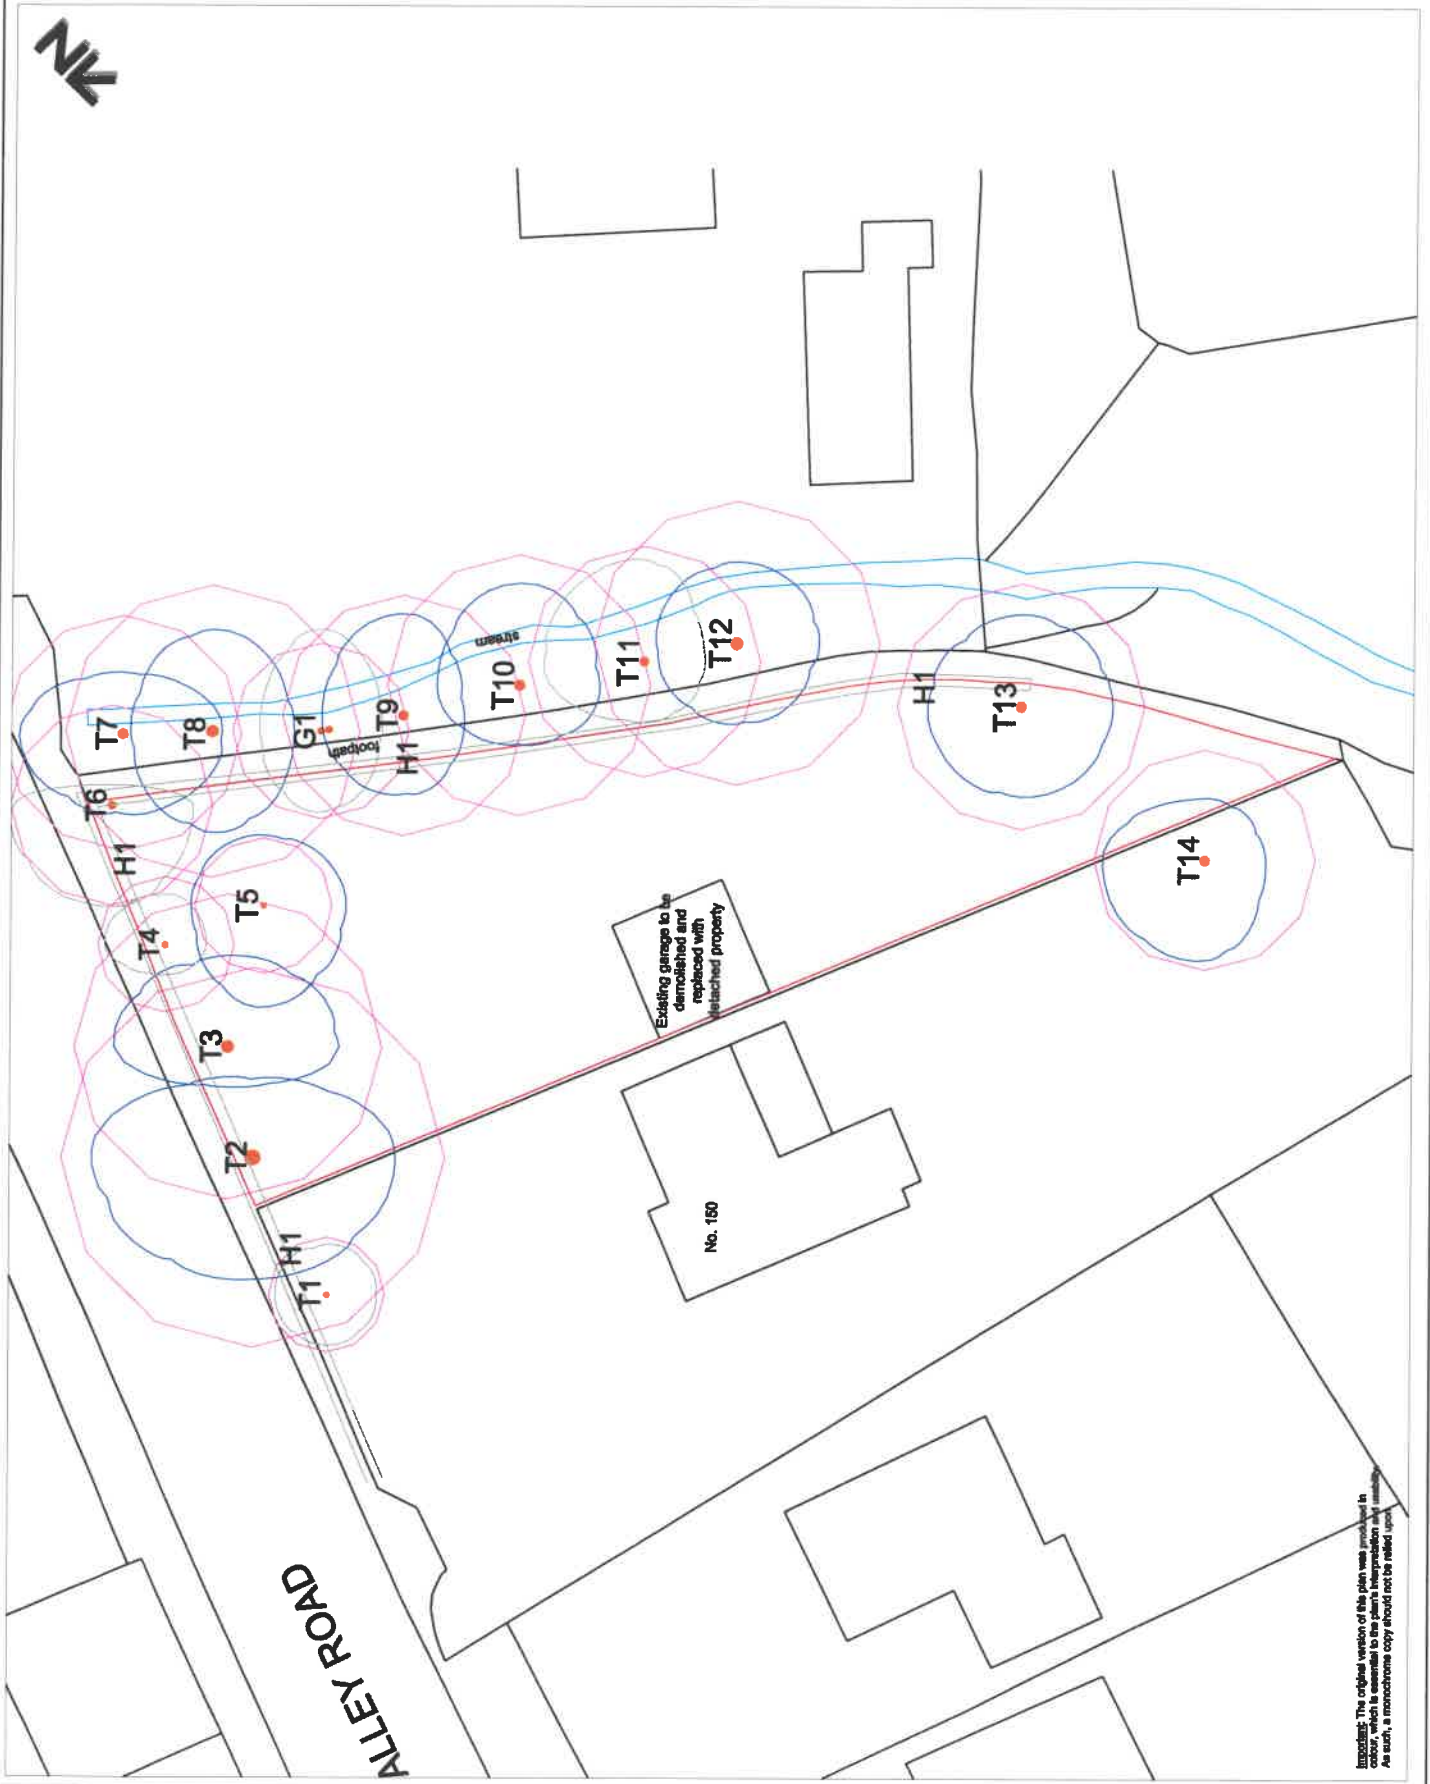 N
T7
T8
G1
T9
footpath
H1
stream
T10
T11
T12
H1
T13
T6
H1
T5
T4
T3
T2
H1
T1
T14
Existing garage to be
demolished and
replaced with
detached property
No. 150
ALLEY ROAD
Important: The original version of this plan was produced in
colour, which is essential to the plan's interpretation and usability.
As such, a monochrome copy should not be relied upon.